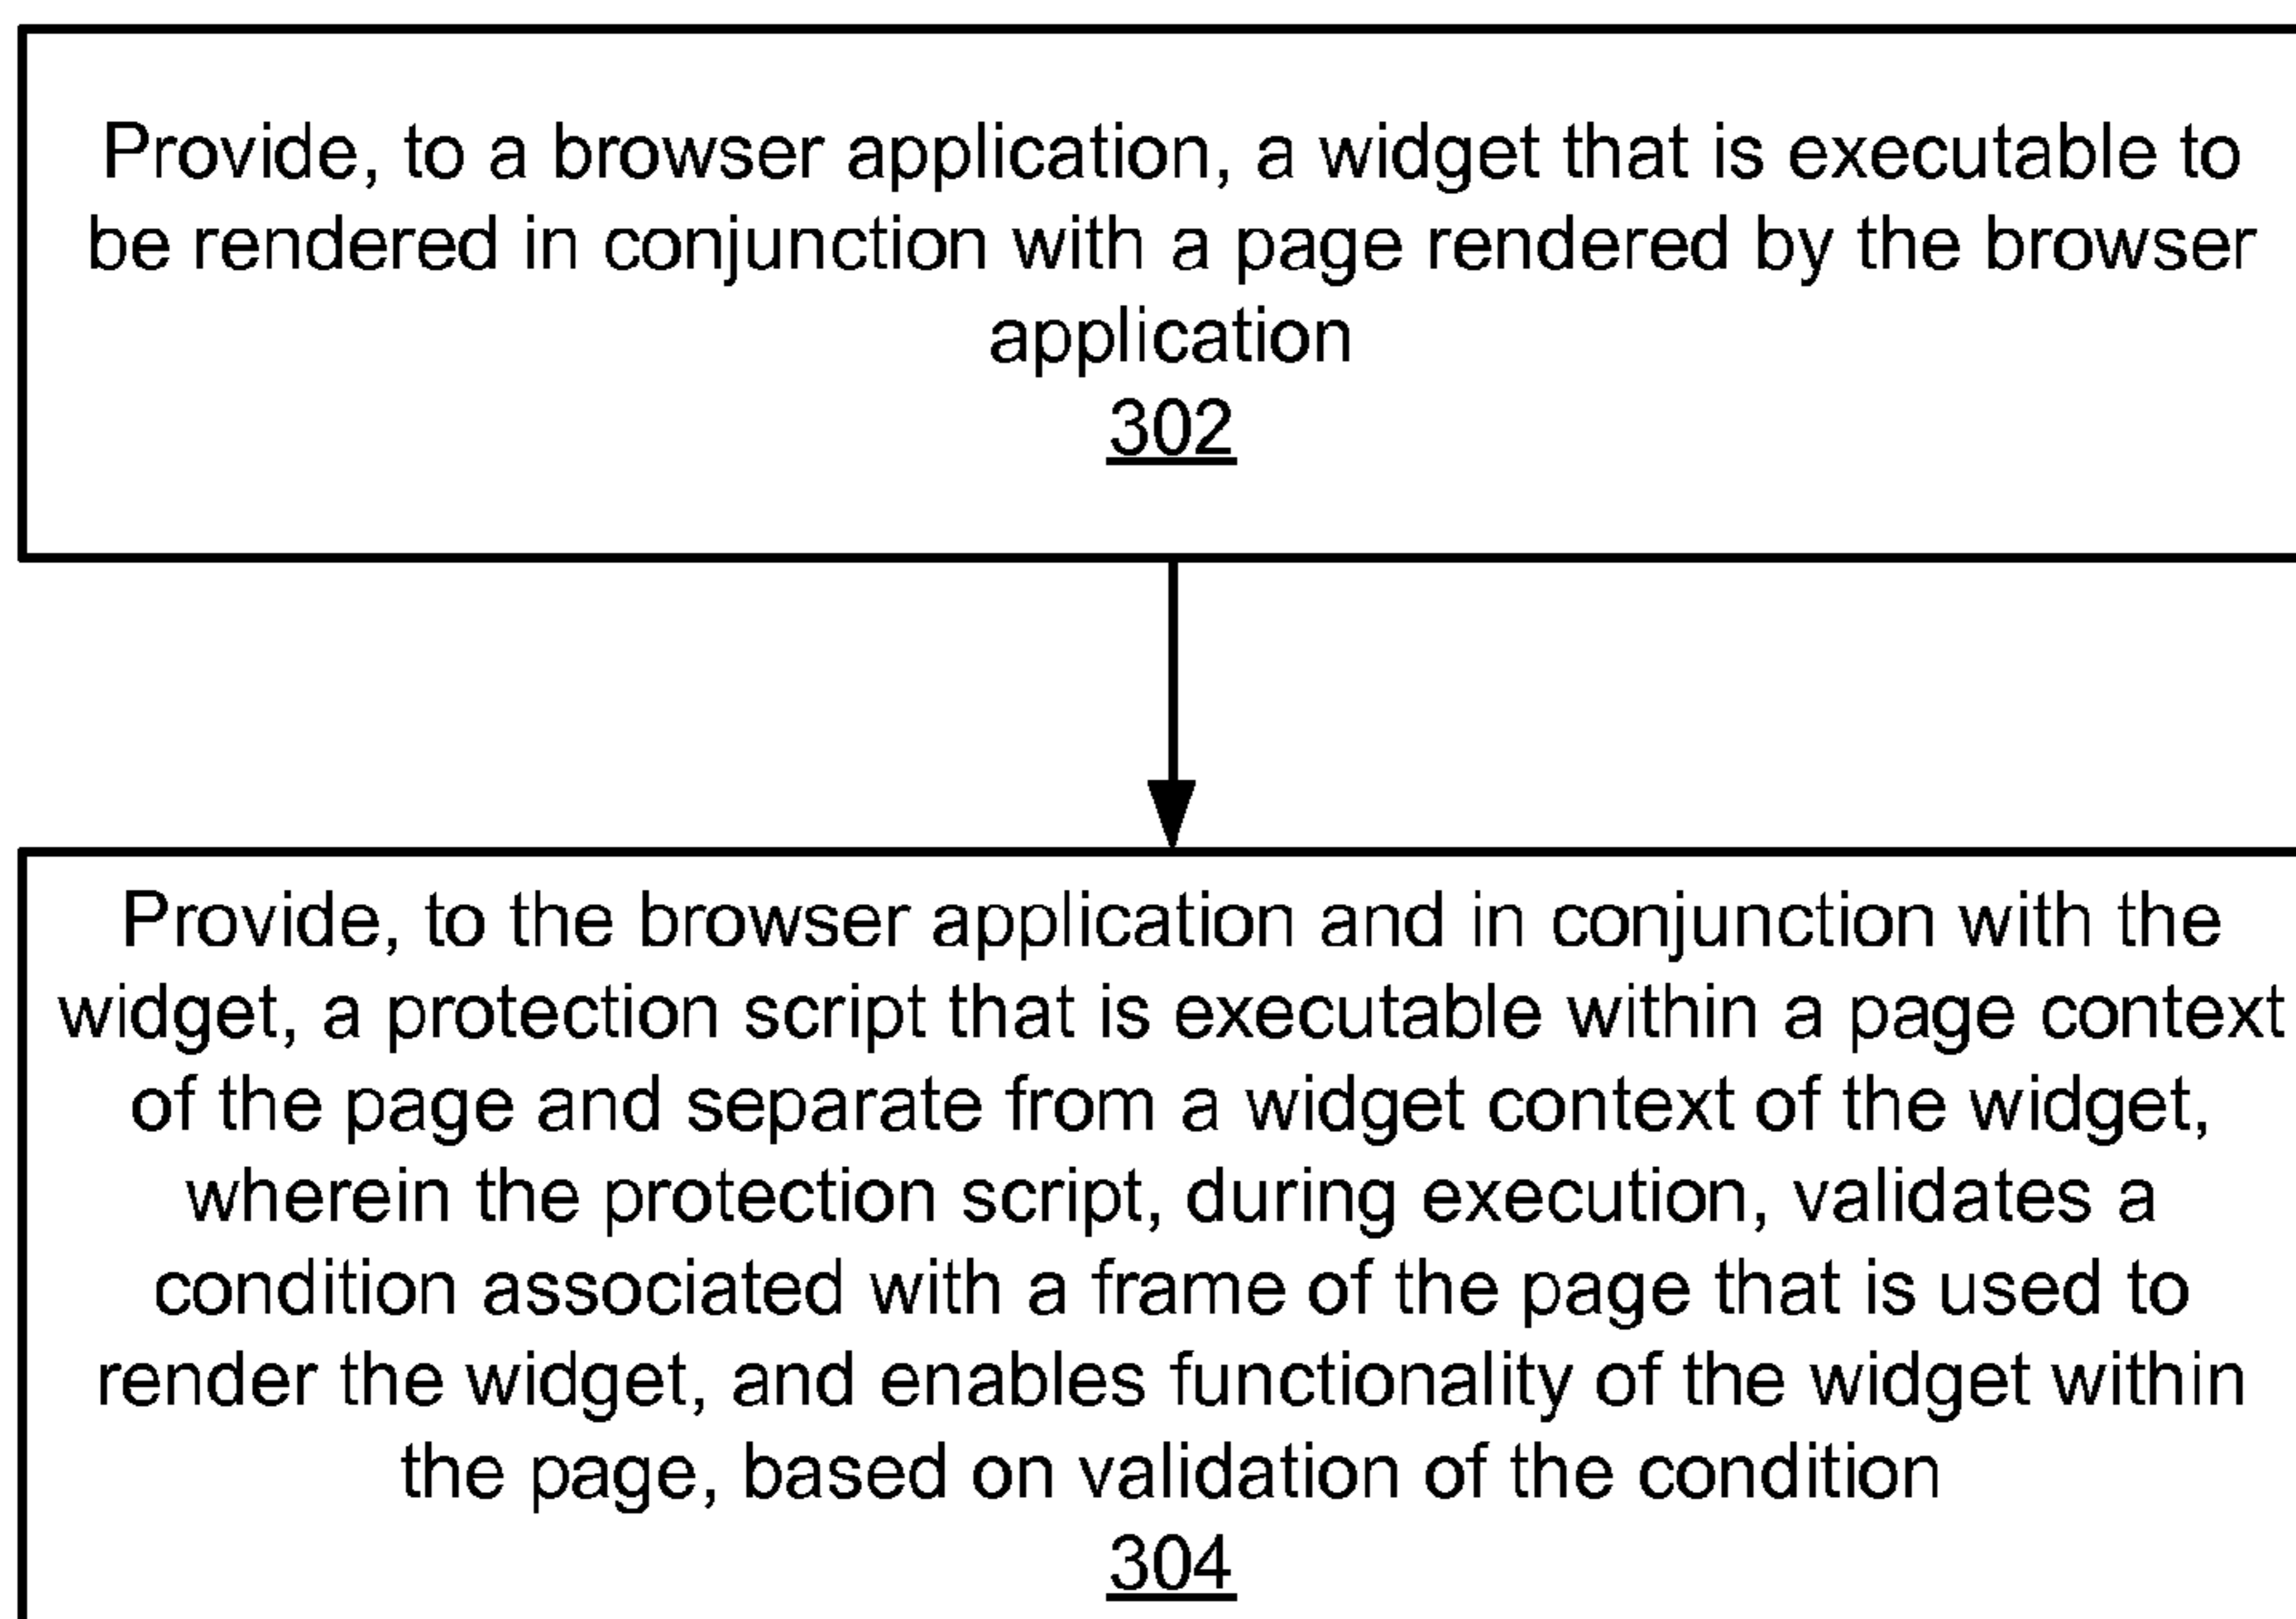 Provide, to a browser application, a widget that is executable to
be rendered in conjunction with a page rendered by the browser
application
302
Provide, to the browser application and in conjunction with the
widget, a protection script that is executable within a page context
of the page and separate from a widget context of the widget,
wherein the protection script, during execution, validates a
condition associated with a frame of the page that is used to
render the widget, and enables functionality of the widget within
the page, based on validation of the condition
304